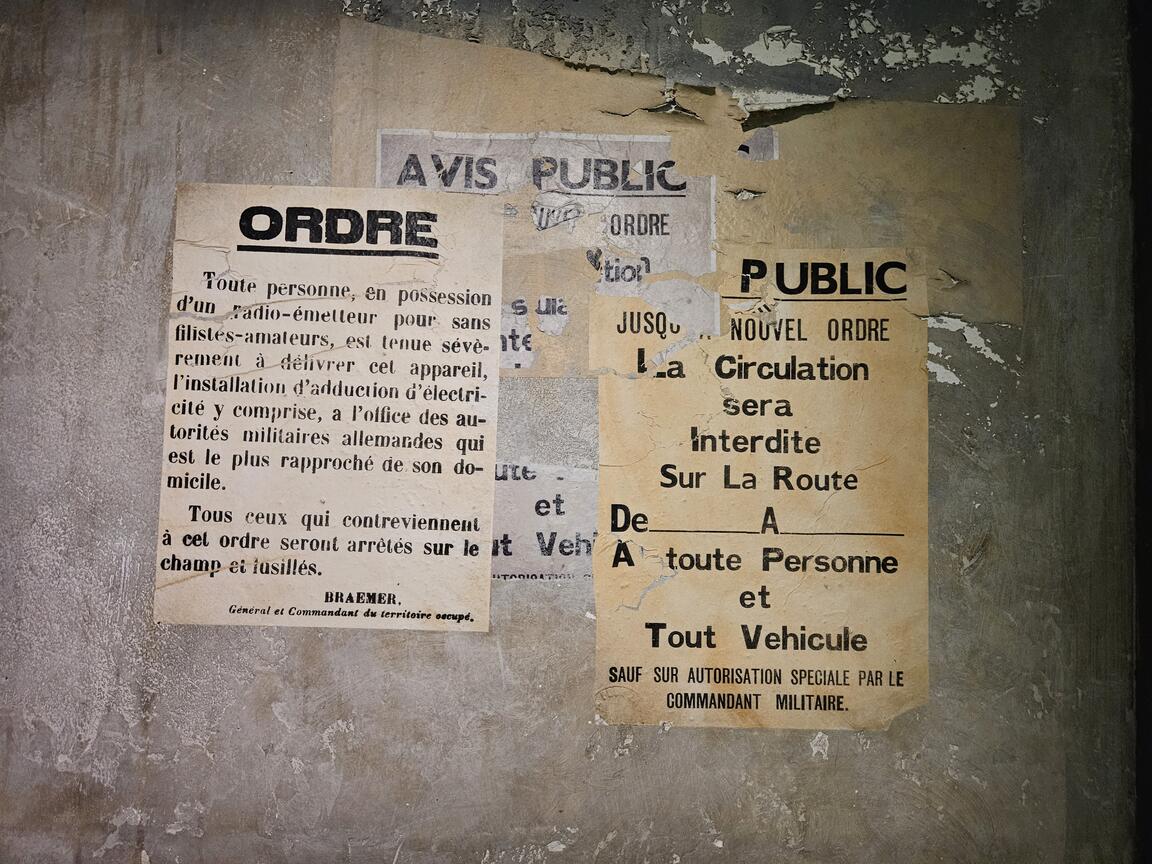 ORDRE
Toute personne, en possession
d'un radio-émetteur pour sans
filistes-amateurs, est tenue sévè-
rement à délivrer cet appareil,
l'installation d'adduction d'électri-
cité y comprise, a l'office des au-
torités militaires allemandes qui
est le plus rapproché de son do-
micile.
Tous ceux qui contreviennent
à cet ordre seront arrêtés sur le
champ et fusillés.
BRAEMER,
Général et Commandant du territoire occupé.
AVIS PUBLIC
ORDRE
et
PUBLIC
NOUVEL ORDRE
La Circulation
sera
Interdite
Sur La Route
De A
A toute Personne
et
Tout Vehicule
SAUF SUR AUTORISATION SPECIALE PAR LE
COMMANDANT MILITAIRE.